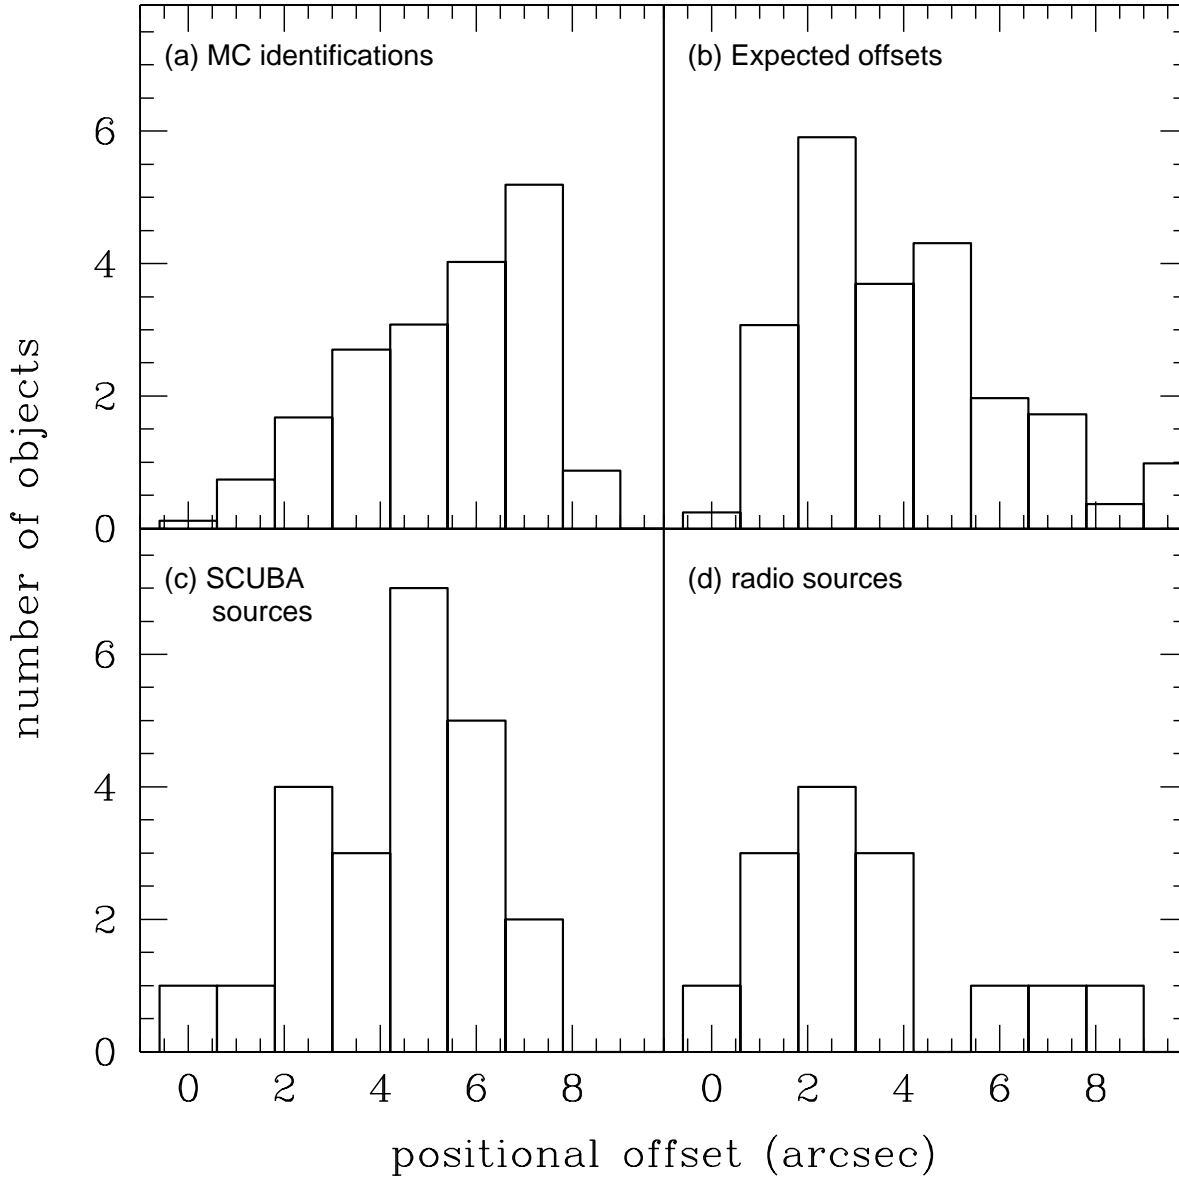 (a) MC identifications
(b) Expected offsets
6
4
2
0
(c) SCUBA
sources
(d) radio sources
6
4
2
0
0 2 4 6 8
0 2 4 6 8
number of objects
positional offset (arcsec)